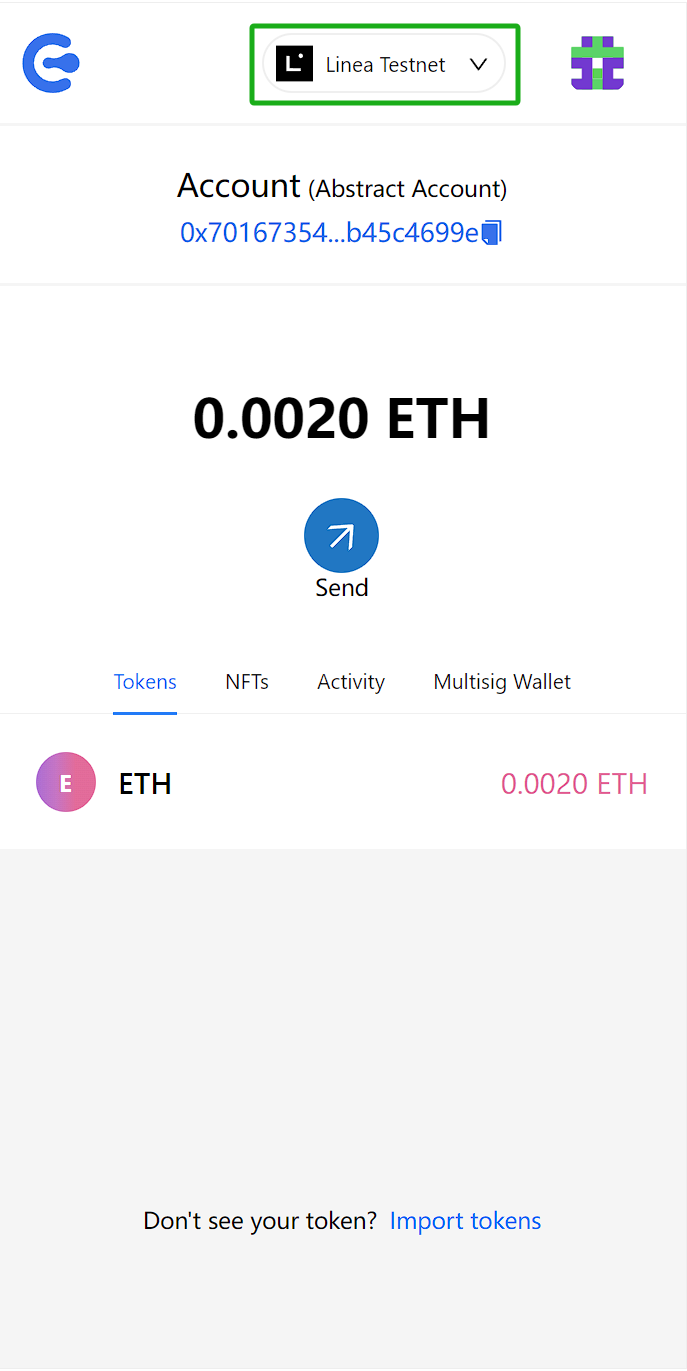 L Linea Testnet
Account (Abstract Account)
0x70167354...b45c4699e
0.0020 ETH
Send
Tokens NFTs Activity Multisig Wallet
E ETH 0.0020 ETH
Don't see your token? Import tokens